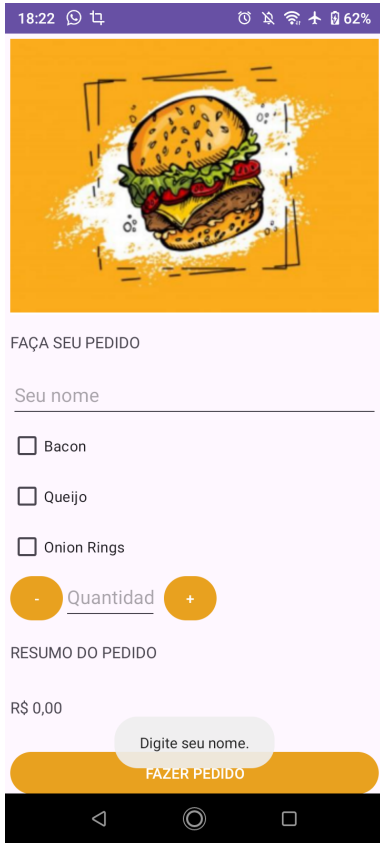 18:22
62%
FAÇA SEU PEDIDO
Seu nome
Bacon
Queijo
Onion Rings
- Quantidad +
RESUMO DO PEDIDO
R$ 0,00
Digite seu nome.
FAZER PEDIDO